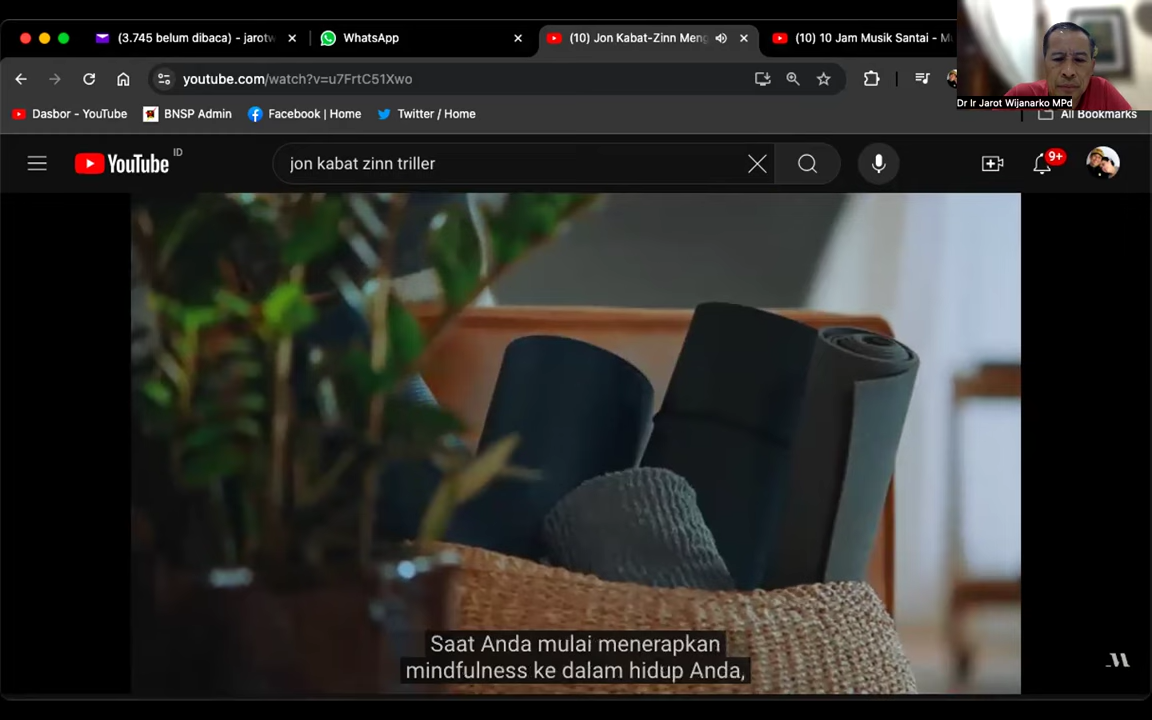 (3.745 belum dibaca) - jarotw
WhatsApp
(10) Jon Kabat-Zinn Meng
(10) 10 Jam Musik Santai - M
youtube.com/watch?v=u7FrtC51Xwo
Dr Ir Jarot Wijanarko MPd
Dasbor - YouTube
BNSP Admin
Facebook | Home
Twitter / Home
All Bookmarks
YouTube ID
jon kabat zinn triller
9+
Saat Anda mulai menerapkan
mindfulness ke dalam hidup Anda,